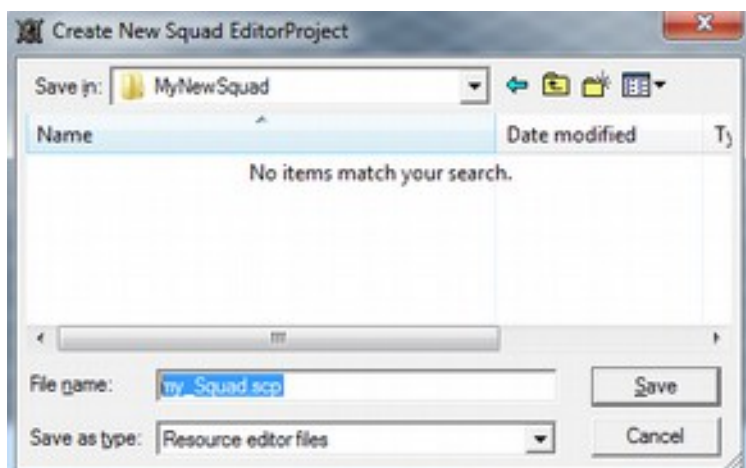 Create New Squad EditorProject
Save in: MyNewSquad
Name Date modified Ty
No items match your search.
File name: my_Squad.scp Save
Save as type: Resource editor files Cancel